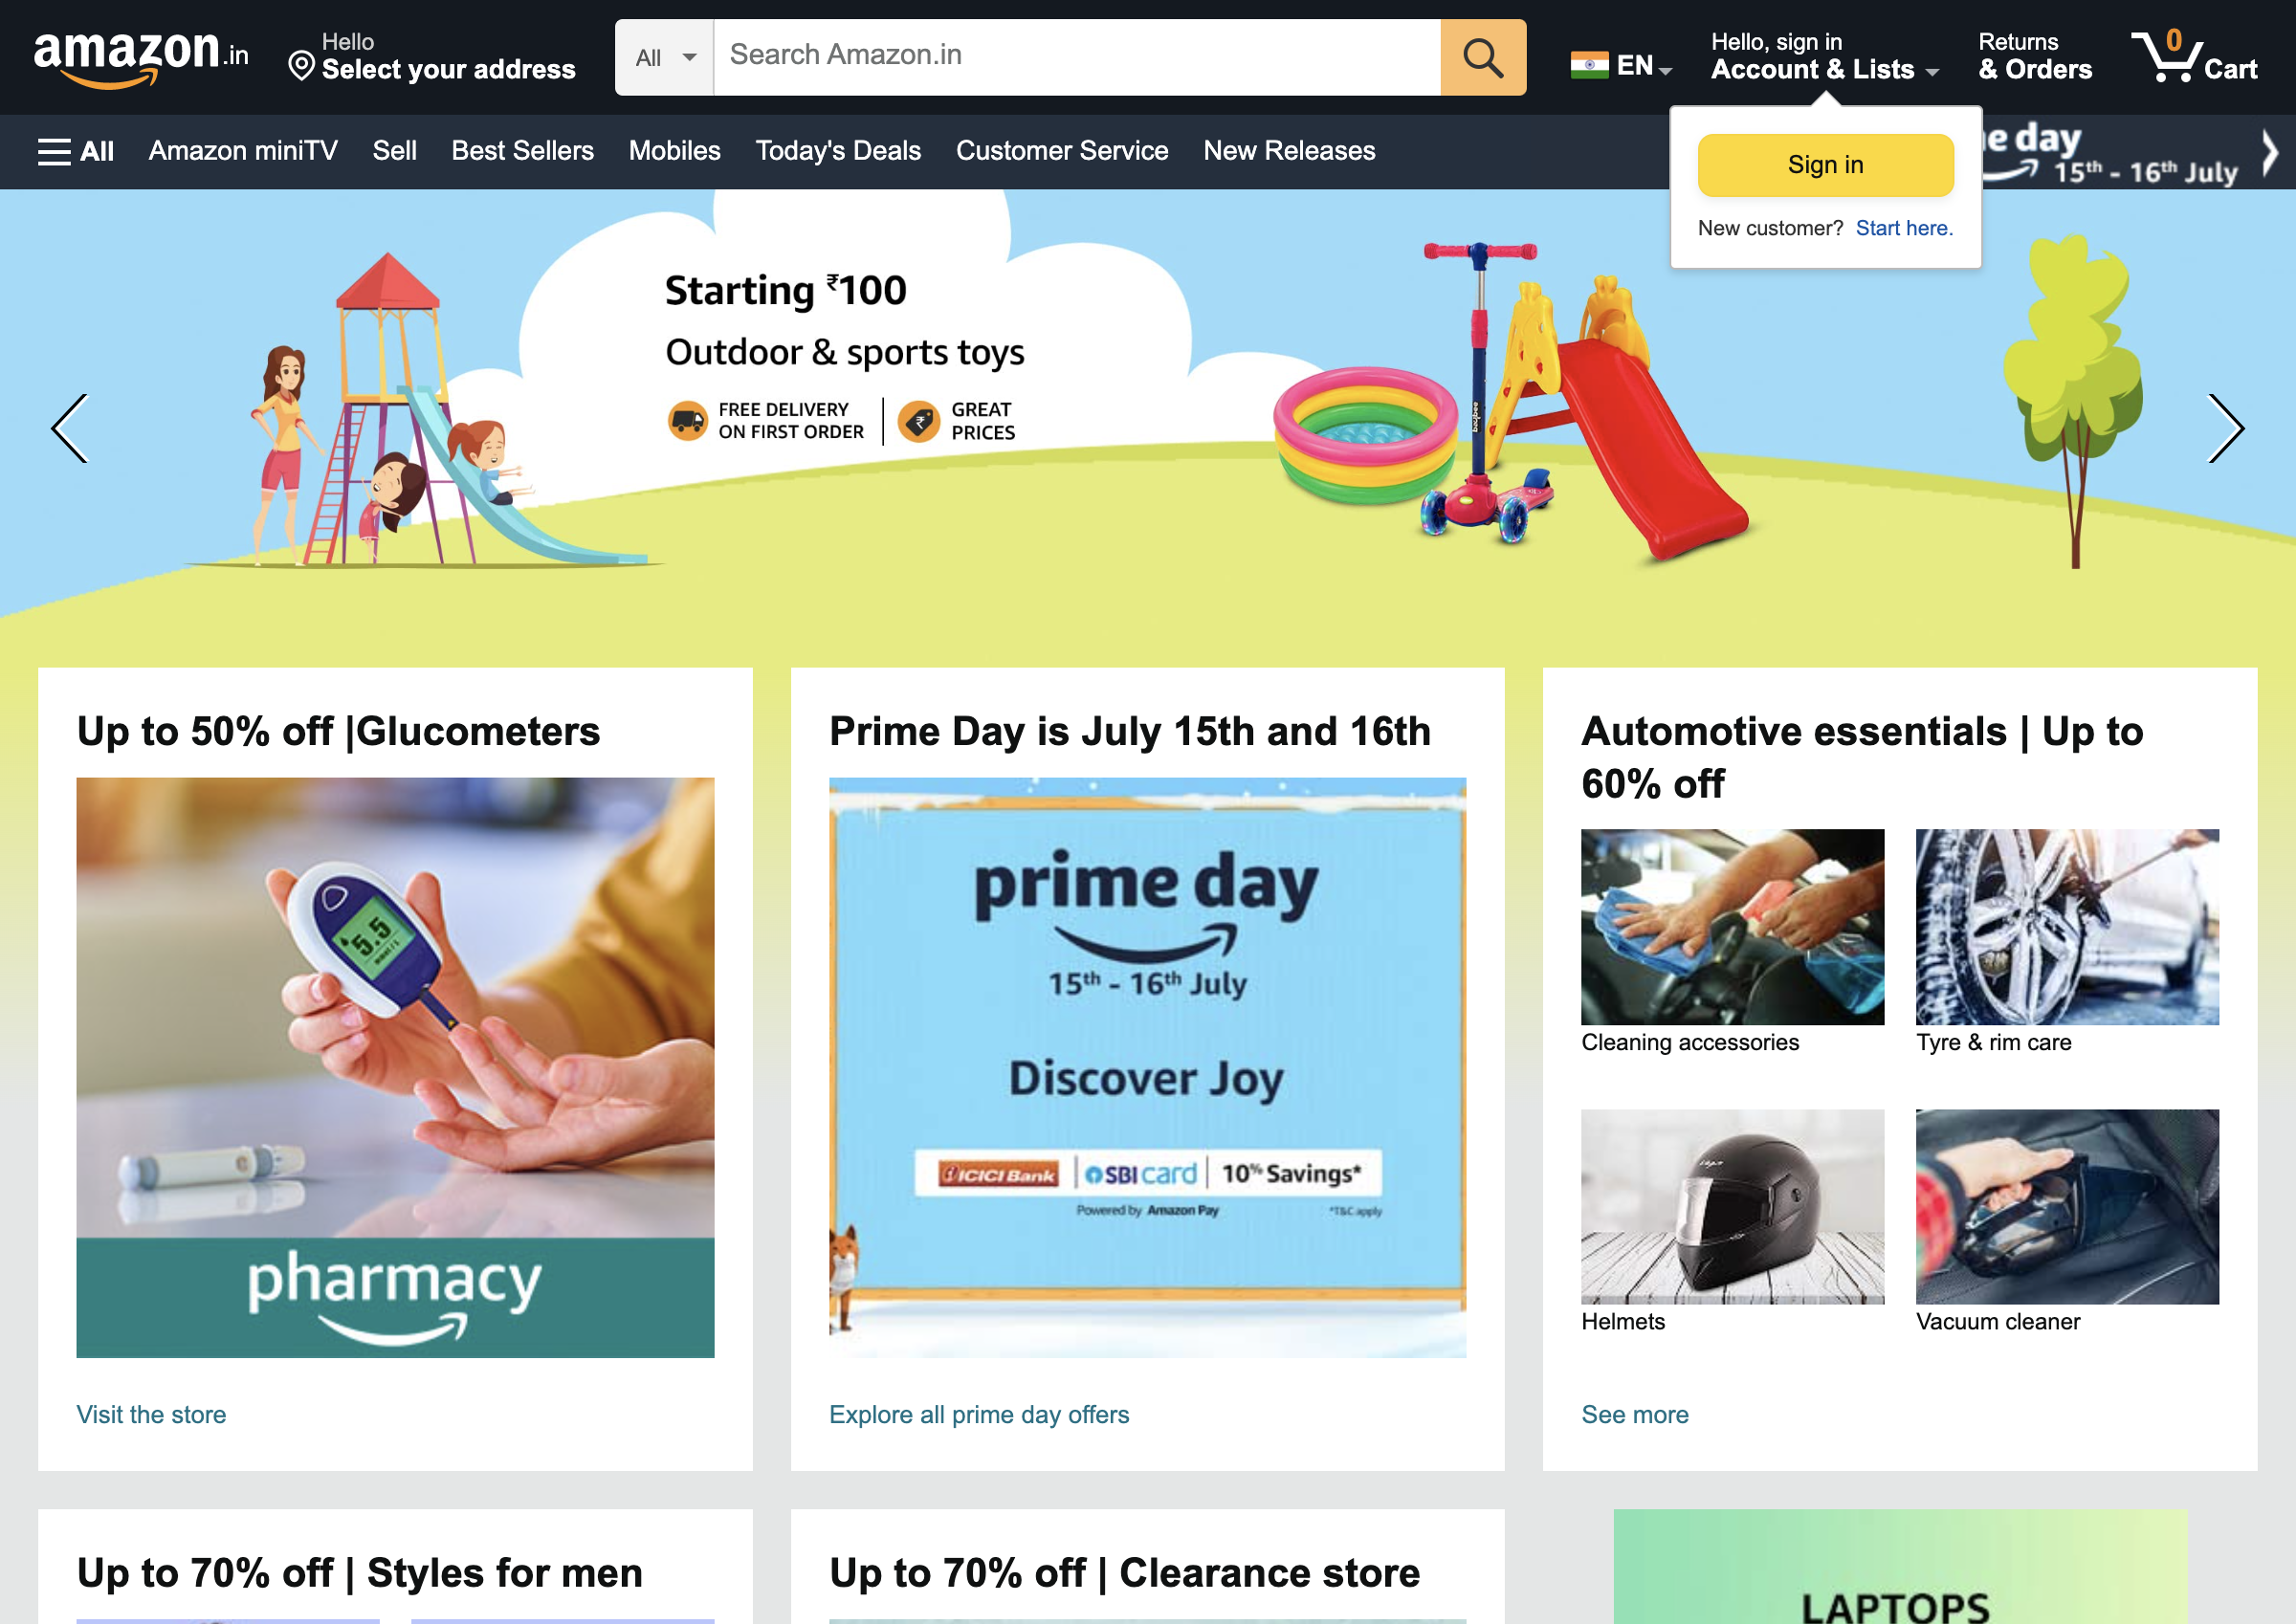 amazon.in
Hello
Select your address
All
Search Amazon.in
EN
Hello, sign in
Account & Lists
Returns
& Orders
0
Cart
All
Amazon miniTV
Sell
Best Sellers
Mobiles
Today's Deals
Customer Service
New Releases
e day
15th - 16th July
Sign in
New customer? Start here.
Starting ₹100
Outdoor & sports toys
FREE DELIVERY
ON FIRST ORDER
GREAT
PRICES
baybee
Up to 50% off |Glucometers
5.5
mmol/L
pharmacy
Visit the store
Prime Day is July 15th and 16th
prime day
15th - 16th July
Discover Joy
ICICI Bank
SBI card
10% Savings*
Powered by Amazon Pay
*T&C apply
Explore all prime day offers
Automotive essentials | Up to
60% off
Cleaning accessories
Tyre & rim care
Helmets
Vacuum cleaner
See more
Up to 70% off | Styles for men
Up to 70% off | Clearance store
LAPTOPS